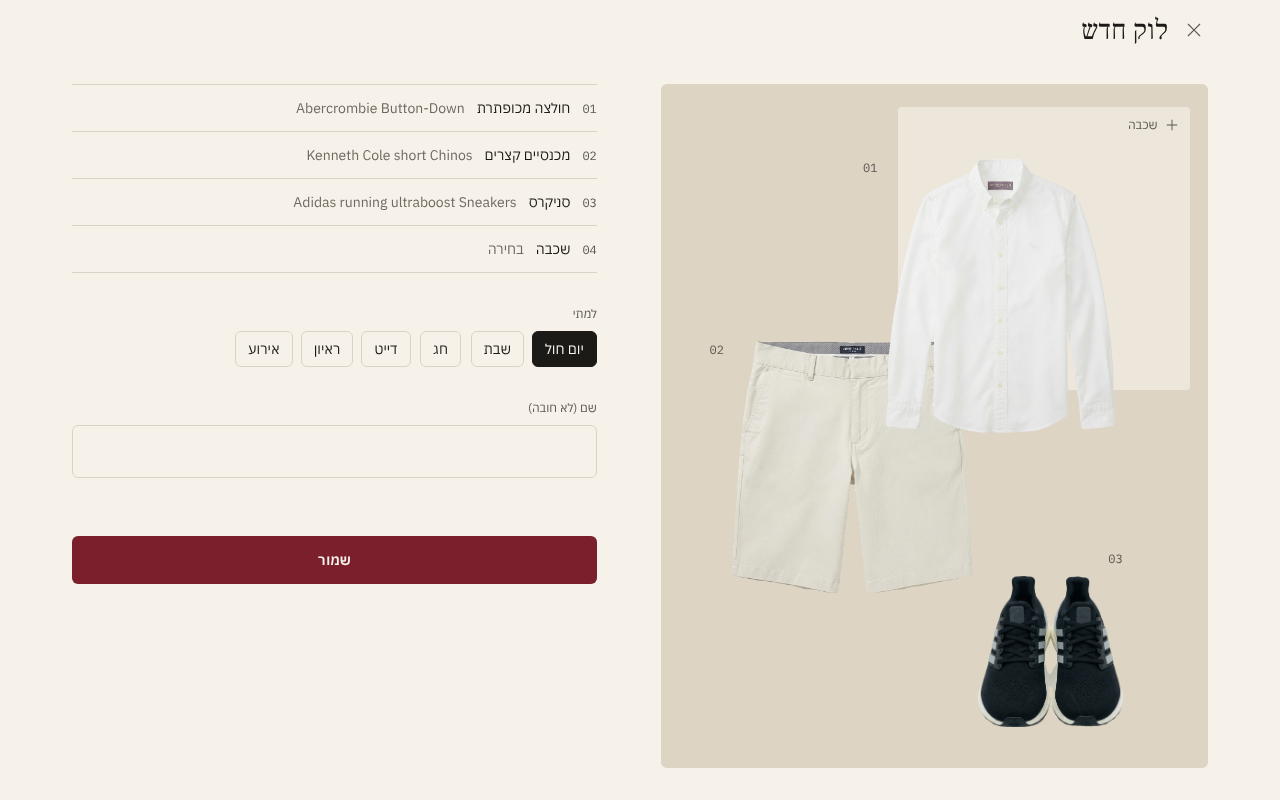 לוק חדש
שכבה
01
02
03
01 חולצה מכופתרת Abercrombie Button-Down
02 מכנסיים קצרים Kenneth Cole short Chinos
03 סניקרס Adidas running ultraboost Sneakers
04 שכבה בחירה
למתי
יום חול שבת חג דייט ראיון אירוע
שם (לא חובה)
שמור